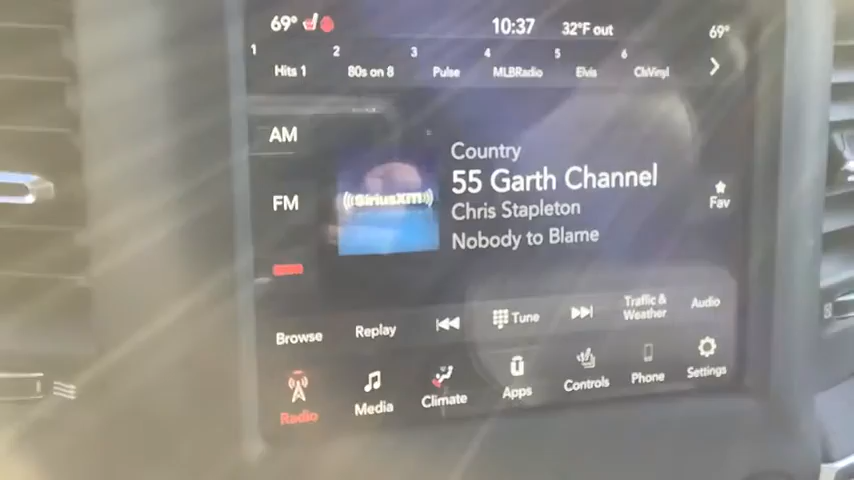 69° 10:37 32°F out 69°
1 2 3 4 5 6
Hits 1 80s on 8 Pulse MLBRadio Elvis ClsVinyl
AM
Country
55 Garth Channel
((SiriusXM))
FM
Chris Stapleton
Fav
Nobody to Blame
Browse Replay Tune Traffic & Weather Audio
Radio Media Climate Apps Controls Phone Settings